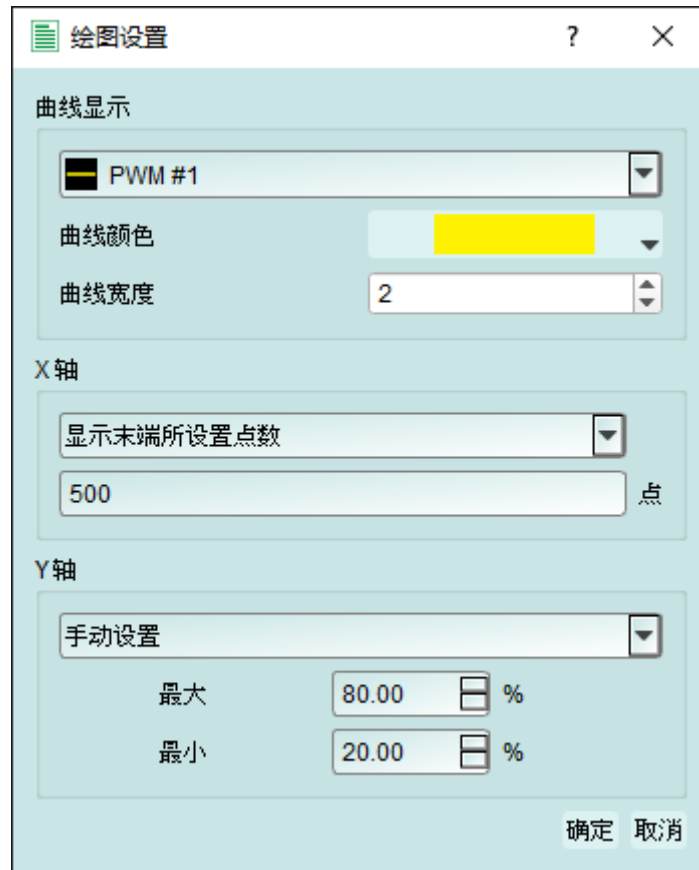 绘图设置 ?
曲线显示
PWM #1
曲线颜色
曲线宽度 2
X轴
显示末端所设置点数
500 点
Y轴
手动设置
最大 80.00 %
最小 20.00 %
确定 取消